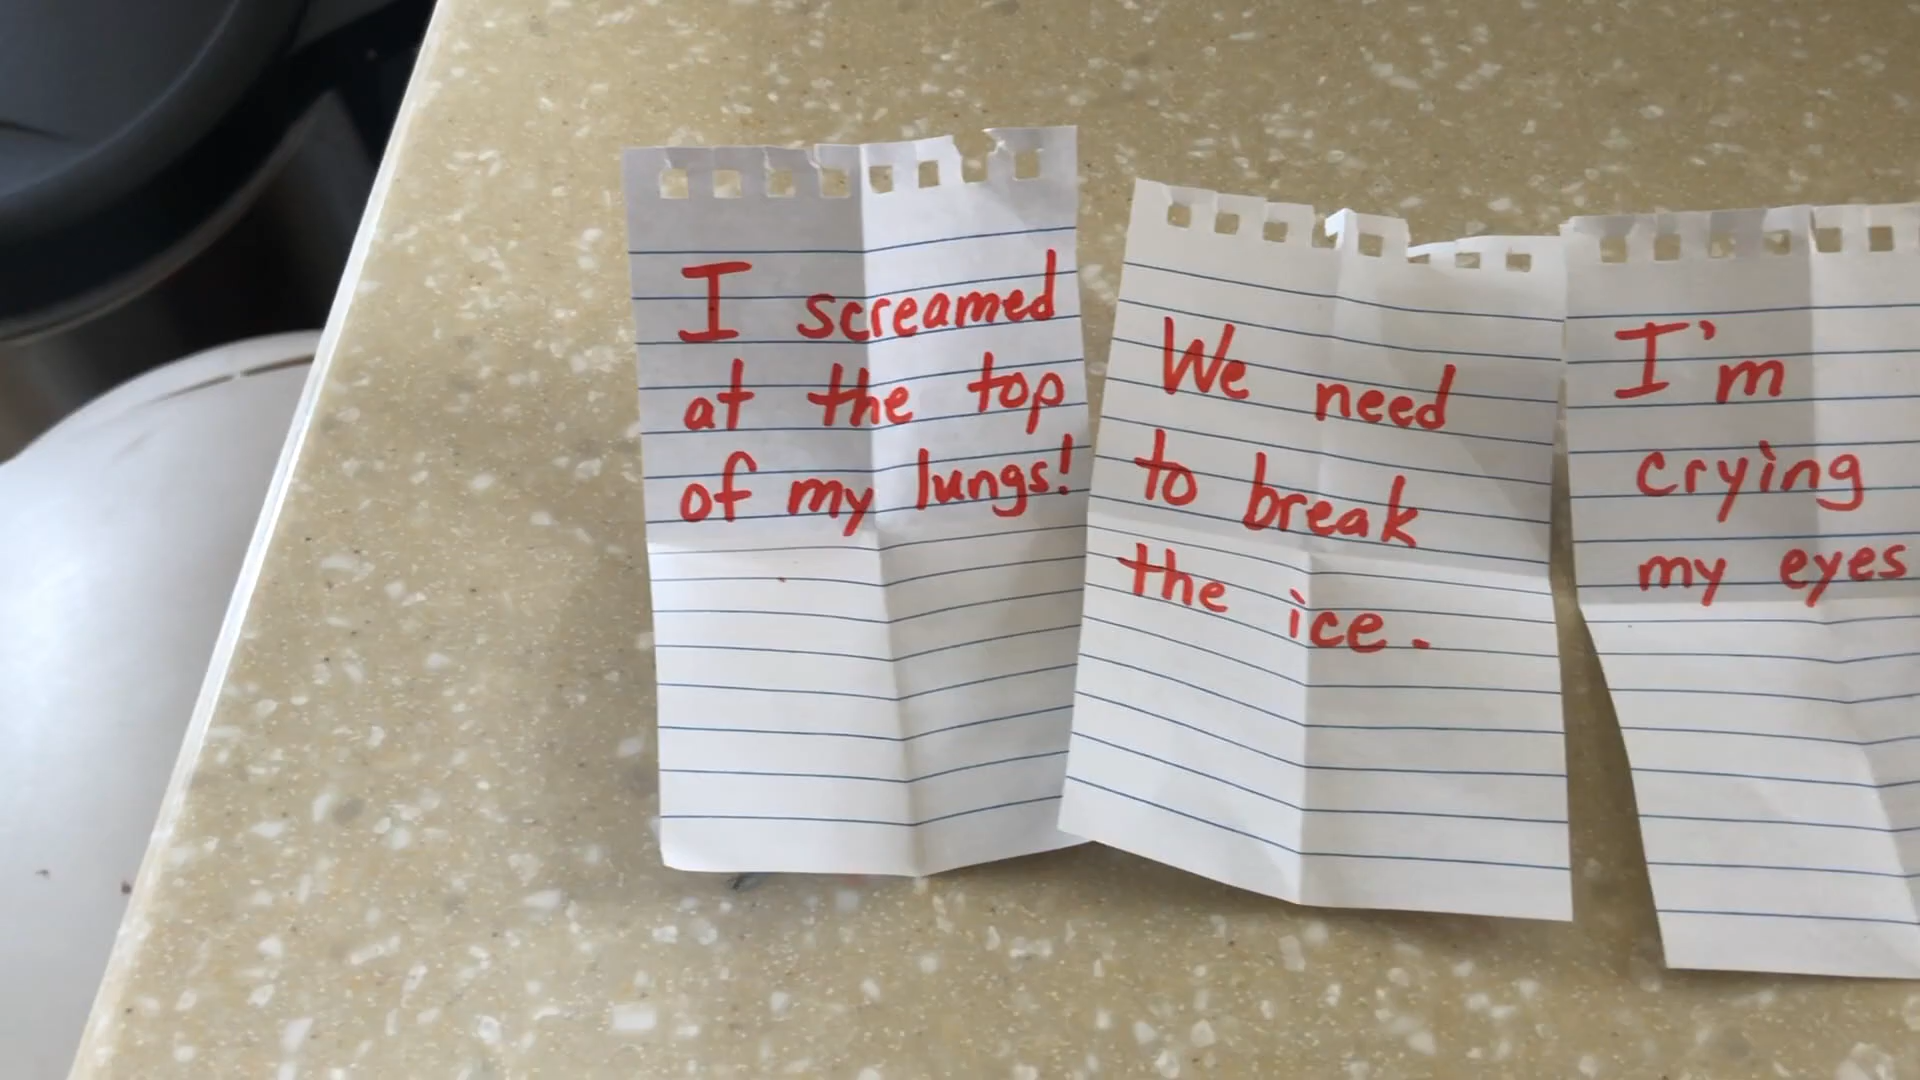 I screamed
at the top
of my lungs!
We need
to break
the ice.
I'm
crying
my eyes